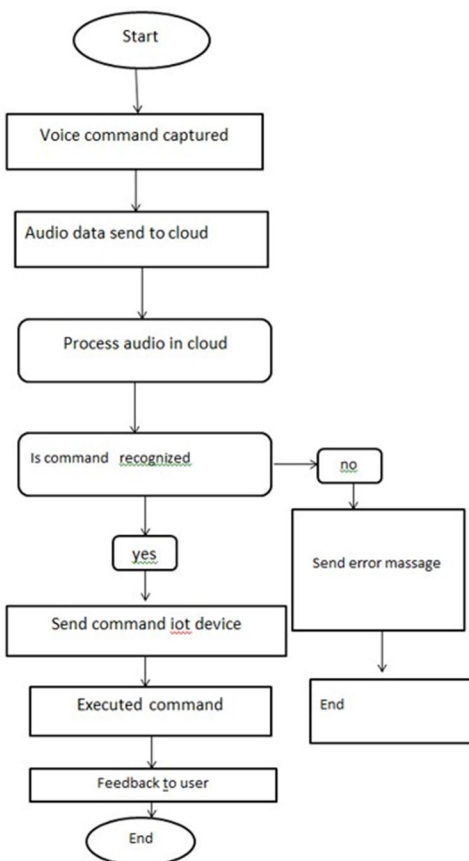 Start
Voice command captured
Audio data send to cloud
Process audio in cloud
Is command recognized
no
yes
Send error massage
Send command iot device
Executed command
End
Feedback to user
End